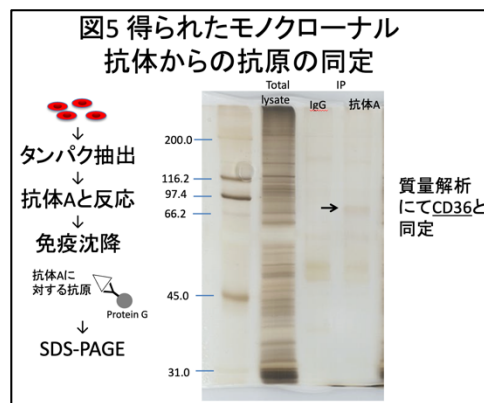 図5 得られたモノクローナル
抗体からの抗原の同定
↓
タンパク抽出
↓
抗体Aと反応
↓
免疫沈降
抗体Aに
対する抗原
Protein G
↓
SDS-PAGE
Total
lysate
IP
IgG
抗体A
200.0
116.2
97.4
66.2
45.0
31.0
質量解析
にてCD36と
同定